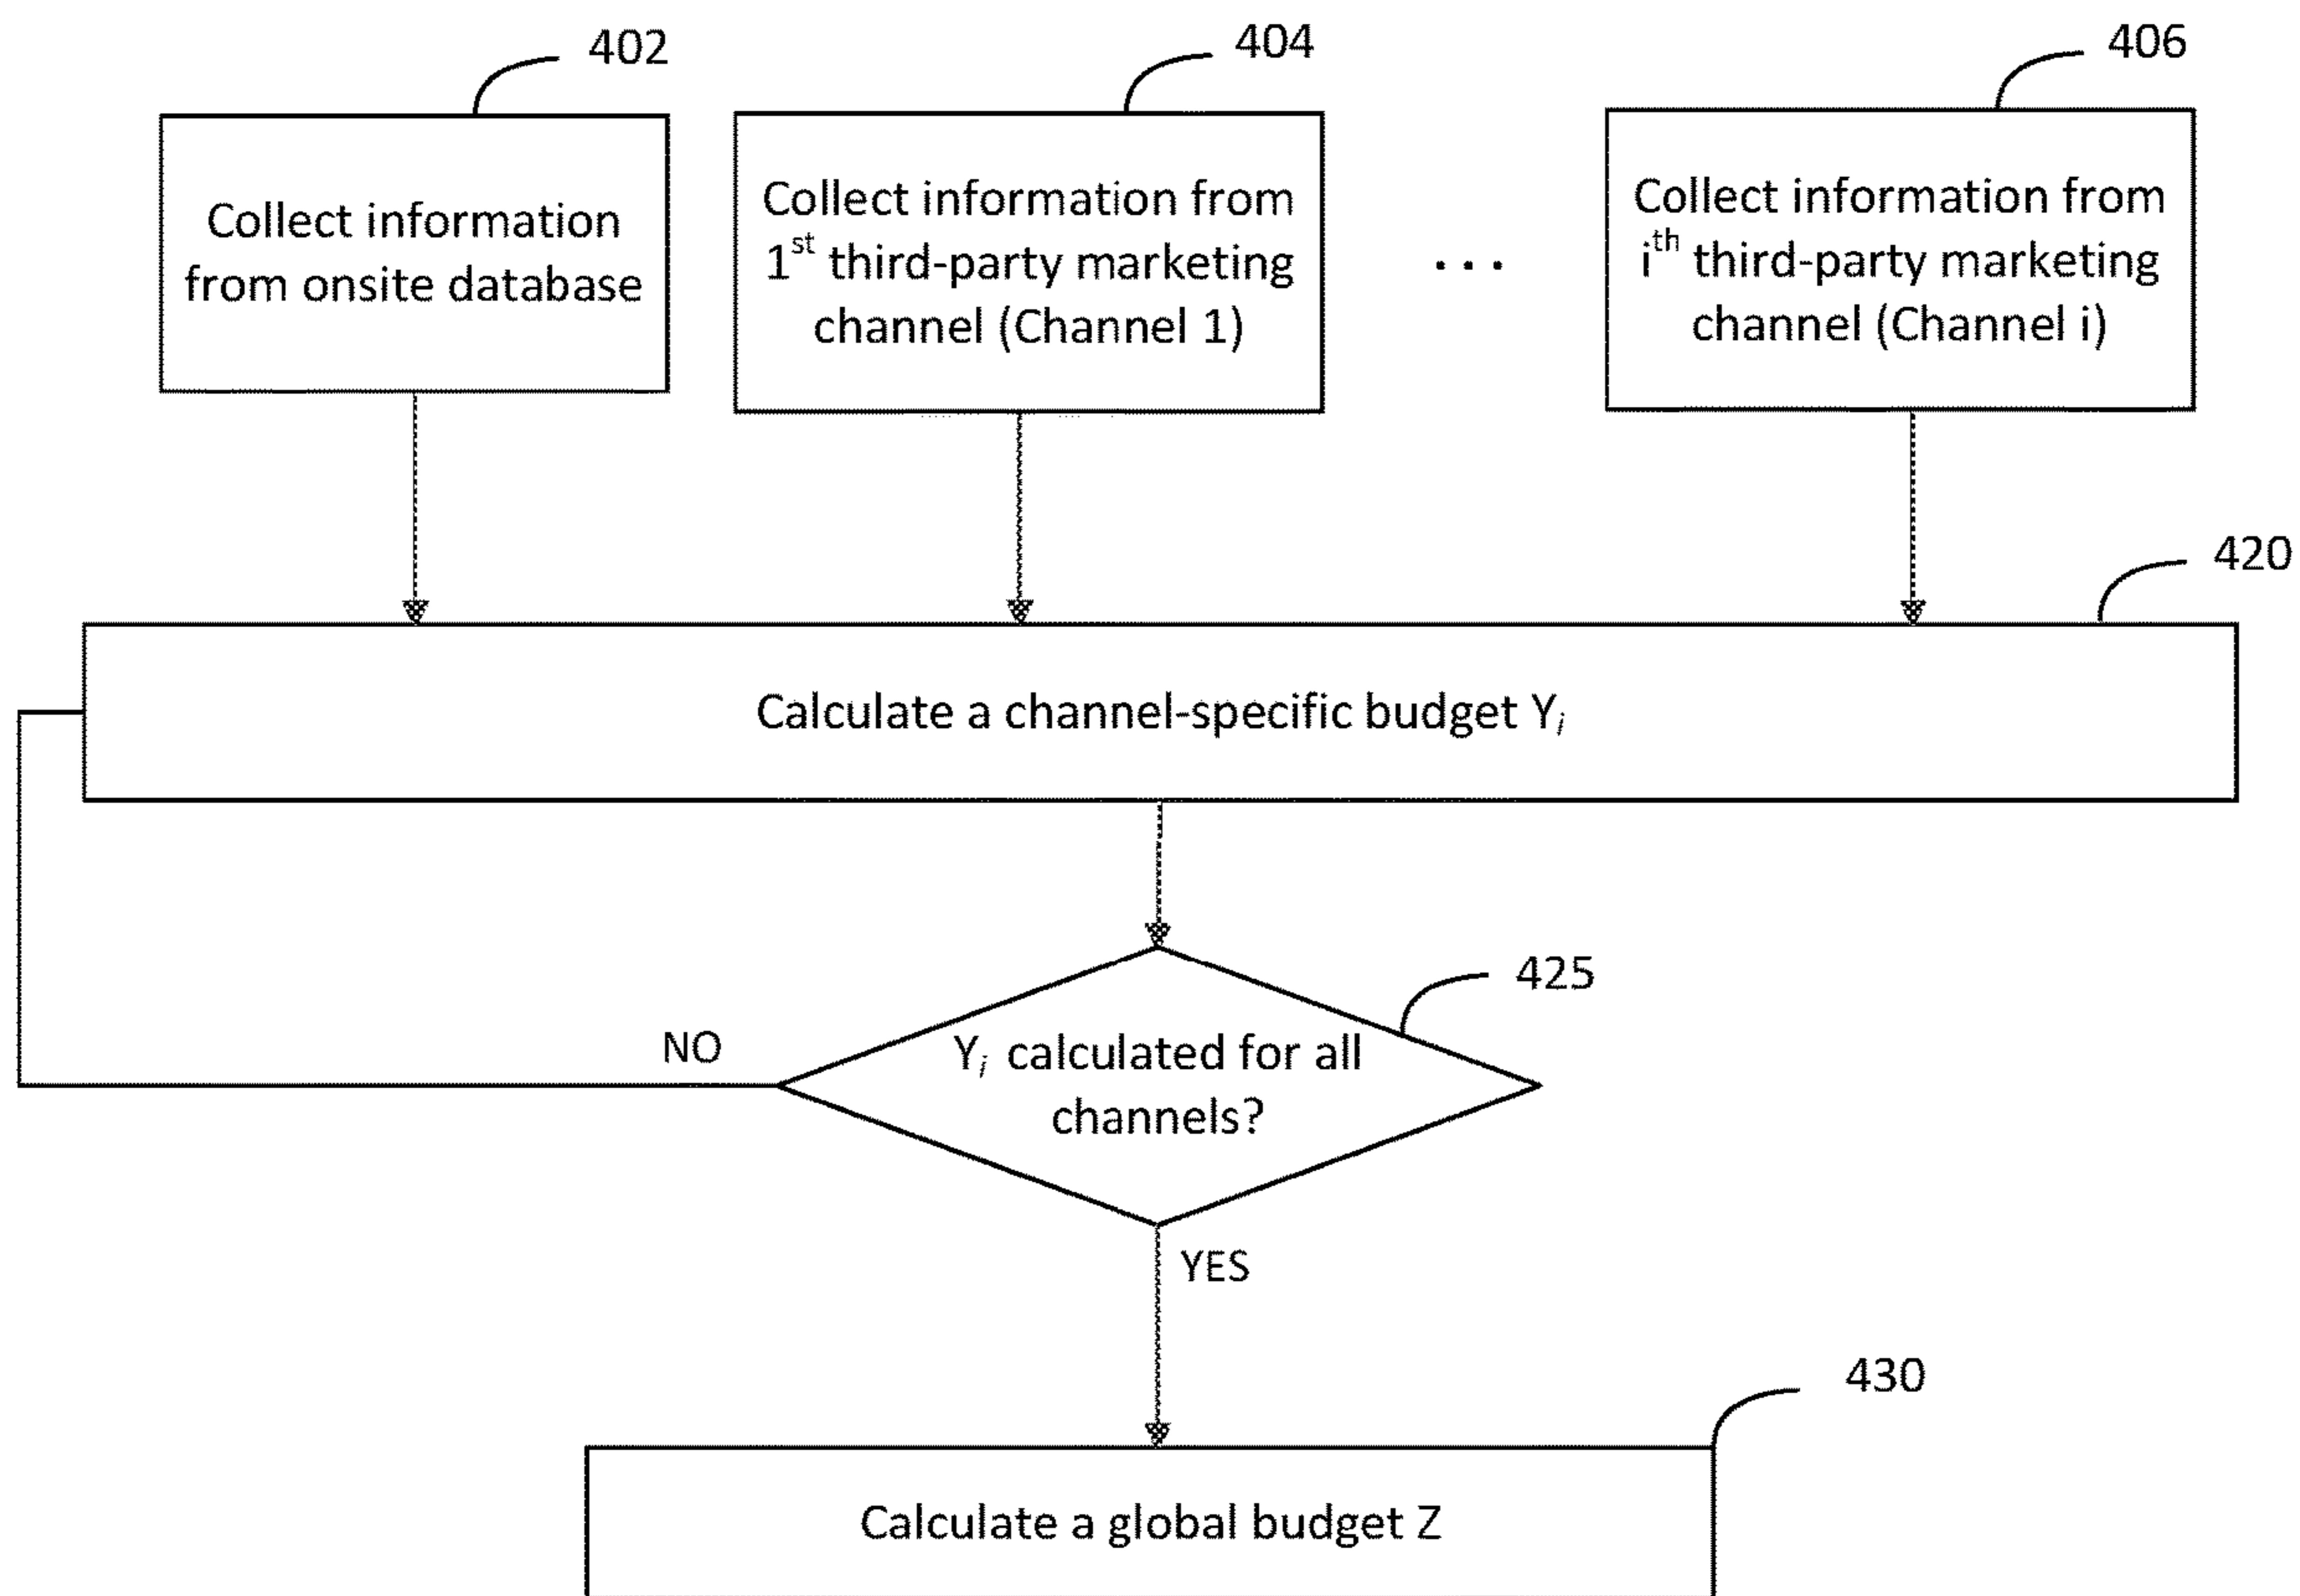 402
404
406
Collect information
from onsite database
Collect information from
1st third-party marketing
channel (Channel 1)
...
Collect information from
ith third-party marketing
channel (Channel i)
420
Calculate a channel-specific budget Yi
425
NO
Yi calculated for all
channels?
YES
430
Calculate a global budget Z